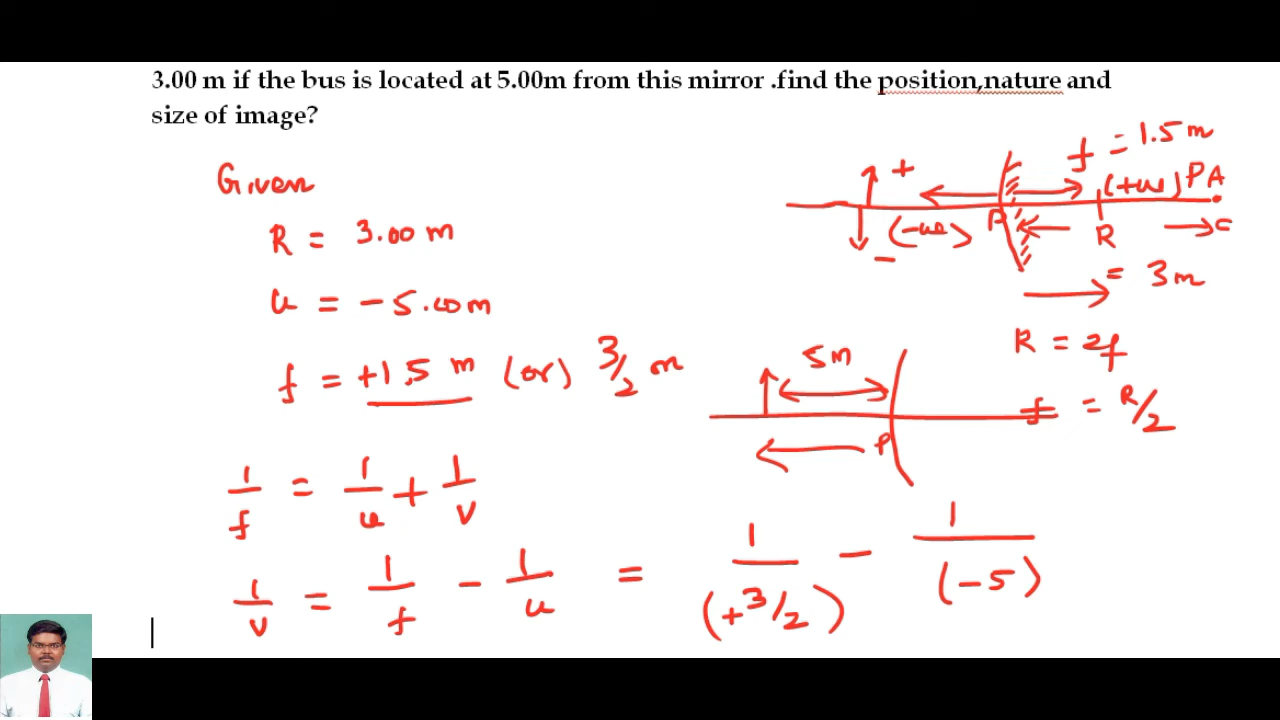 3.00 m if the bus is located at 5.00m from this mirror .find the position,nature and
size of image?
Given
R = 3.00 m
u = -5.00m
f = +1.5 m (or) 3/2 m
1/f = 1/u + 1/v
1/v = 1/f - 1/u = 1/(+3/2) - 1/(-5)
f = 1.5 m
+
(+ve) PA
P
(-ve)
R
-
= 3m
R = 2f
f = R/2
5m
P